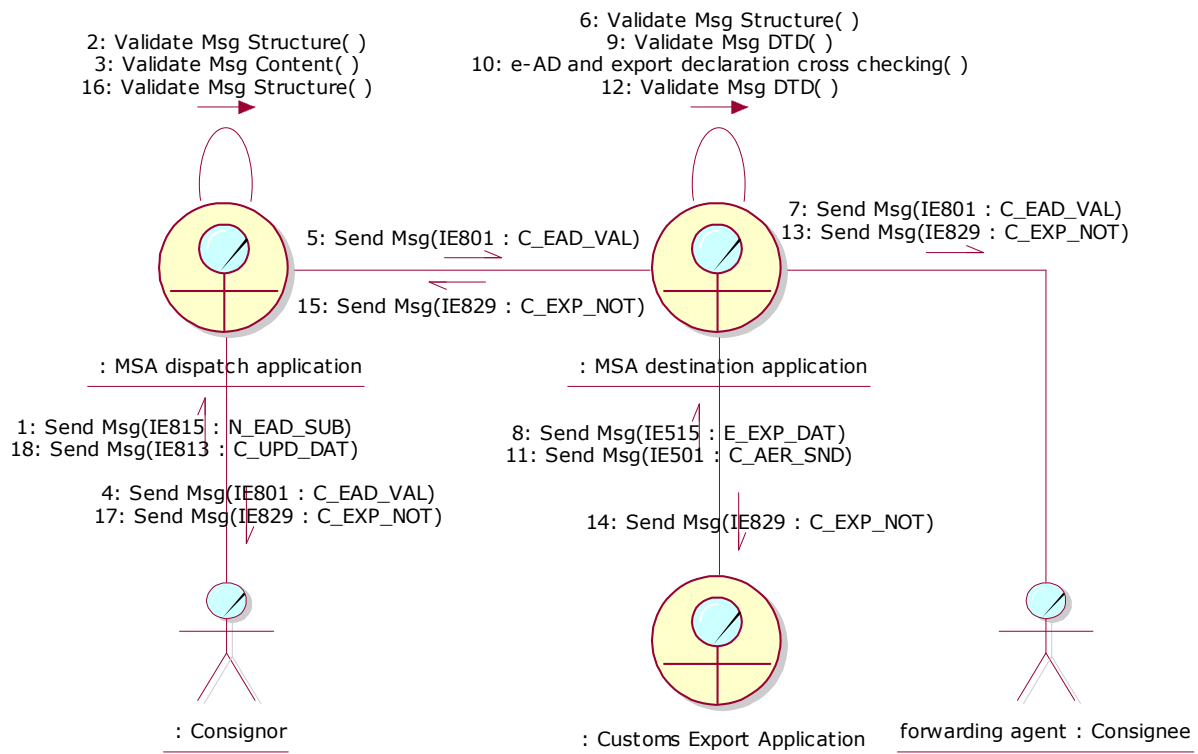 6: Validate Msg Structure( )
2: Validate Msg Structure( )
9: Validate Msg DTD( )
3: Validate Msg Content( )
10: e-AD and export declaration cross checking( )
16: Validate Msg Structure( )
12: Validate Msg DTD( )
7: Send Msg(IE801 : C_EAD_VAL)
13: Send Msg(IE829 : C_EXP_NOT)
5: Send Msg(IE801 : C_EAD_VAL)
15: Send Msg(IE829 : C_EXP_NOT)
: MSA dispatch application
: MSA destination application
1: Send Msg(IE815 : N_EAD_SUB)
18: Send Msg(IE813 : C_UPD_DAT)
8: Send Msg(IE515 : E_EXP_DAT)
11: Send Msg(IE501 : C_AER_SND)
4: Send Msg(IE801 : C_EAD_VAL)
17: Send Msg(IE829 : C_EXP_NOT)
14: Send Msg(IE829 : C_EXP_NOT)
: Consignor
: Customs Export Application
forwarding agent : Consignee